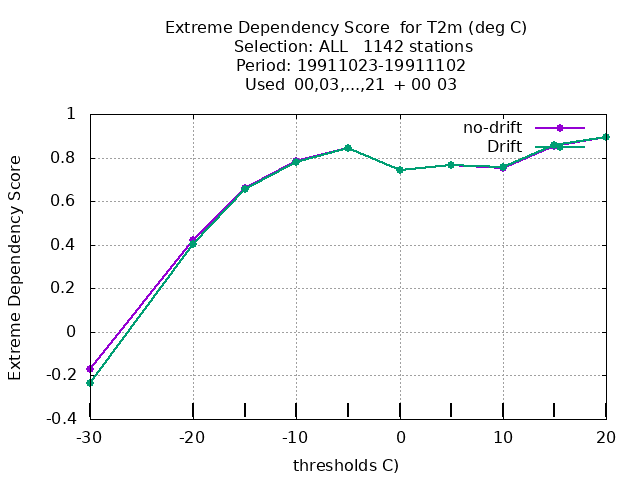 Extreme Dependency Score  for T2m (deg C)
Selection: ALL   1142 stations
Period: 19911023-19911102
Used  00,03,...,21  + 00 03
no-drift
Drift
Extreme Dependency Score
1
0.8
0.6
0.4
0.2
0
-0.2
-0.4
-30
-20
-10
0
10
20
thresholds C)